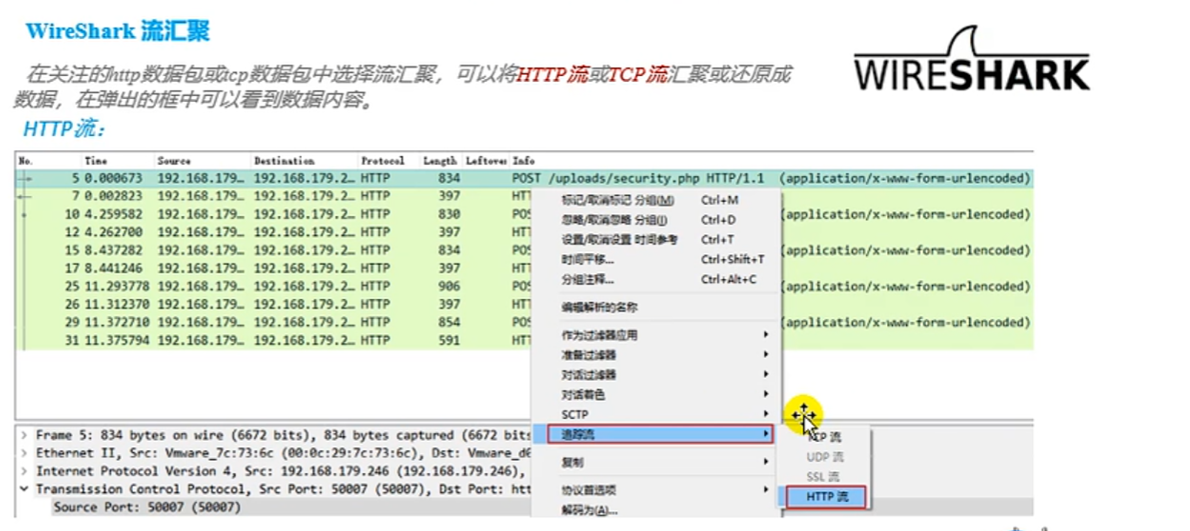 WireShark 流汇聚
WIRESHARK
在关注的http数据包或tcp数据包中选择流汇聚，可以将HTTP流或TCP流汇聚或还原成
数据，在弹出的框中可以看到数据内容。
HTTP流：
No. Time Source Destination Protocol Length Leftover Info
5 0.000673 192.168.179… 192.168.179.2… HTTP 834 POST /uploads/security.php HTTP/1.1 (application/x-www-form-urlencoded)
7 0.002823 192.168.179… 192.168.179.2… HTTP 397 HTT
10 4.259582 192.168.179… 192.168.179.2… HTTP 830 POS (application/x-www-form-urlencoded)
12 4.262700 192.168.179… 192.168.179.2… HTTP 397 HTT
15 8.437282 192.168.179… 192.168.179.2… HTTP 834 POS (application/x-www-form-urlencoded)
17 8.441246 192.168.179… 192.168.179.2… HTTP 397 HTT
25 11.293778 192.168.179… 192.168.179.2… HTTP 906 POS (application/x-www-form-urlencoded)
26 11.312370 192.168.179… 192.168.179.2… HTTP 397 HTT
29 11.372710 192.168.179… 192.168.179.2… HTTP 854 POS (application/x-www-form-urlencoded)
31 11.375794 192.168.179… 192.168.179.2… HTTP 591 HTT
标记/取消标记 分组(M) Ctrl+M
忽略/取消忽略 分组(I) Ctrl+D
设置/取消设置 时间参考 Ctrl+T
时间平移... Ctrl+Shift+T
分组注释... Ctrl+Alt+C
编辑解析的名称
作为过滤器应用
准备过滤器
对话过滤器
对话着色
SCTP
追踪流
复制
协议首选项
解码为(A)...
TCP 流
UDP 流
SSL 流
HTTP 流
Frame 5: 834 bytes on wire (6672 bits), 834 bytes captured (6672 bits
Ethernet II, Src: Vmware_7c:73:6c (00:0c:29:7c:73:6c), Dst: Vmware_d6
Internet Protocol Version 4, Src: 192.168.179.246 (192.168.179.246),
Transmission Control Protocol, Src Port: 50007 (50007), Dst Port: htt
Source Port: 50007 (50007)